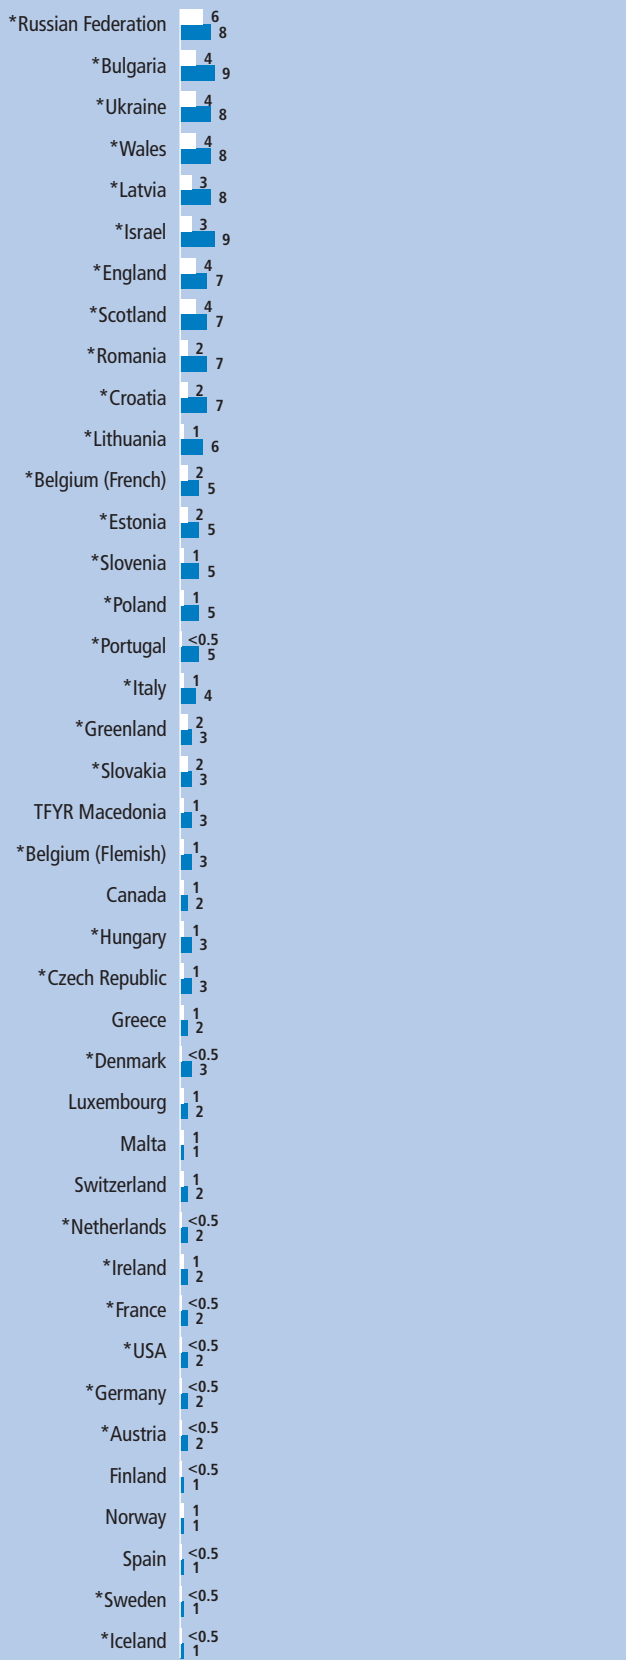 *Russian Federation 6
8
*Bulgaria 4
9
*Ukraine 4
8
*Wales 4
8
*Latvia 3
8
*Israel 3
9
*England 4
7
*Scotland 4
7
*Romania 2
7
*Croatia 2
7
*Lithuania 1
6
*Belgium (French) 2
5
*Estonia 2
5
*Slovenia 1
5
*Poland 1
5
*Portugal <0.5
5
*Italy 1
4
*Greenland 2
3
*Slovakia 2
3
TFYR Macedonia 1
3
*Belgium (Flemish) 1
3
Canada 1
2
*Hungary 1
3
*Czech Republic 1
3
Greece 1
2
*Denmark <0.5
3
Luxembourg 1
2
Malta 1
1
Switzerland 1
2
*Netherlands <0.5
2
*Ireland 1
2
*France <0.5
2
*USA <0.5
2
*Germany <0.5
2
*Austria <0.5
2
Finland <0.5
1
Norway 1
1
Spain <0.5
1
*Sweden <0.5
1
*Iceland <0.5
1